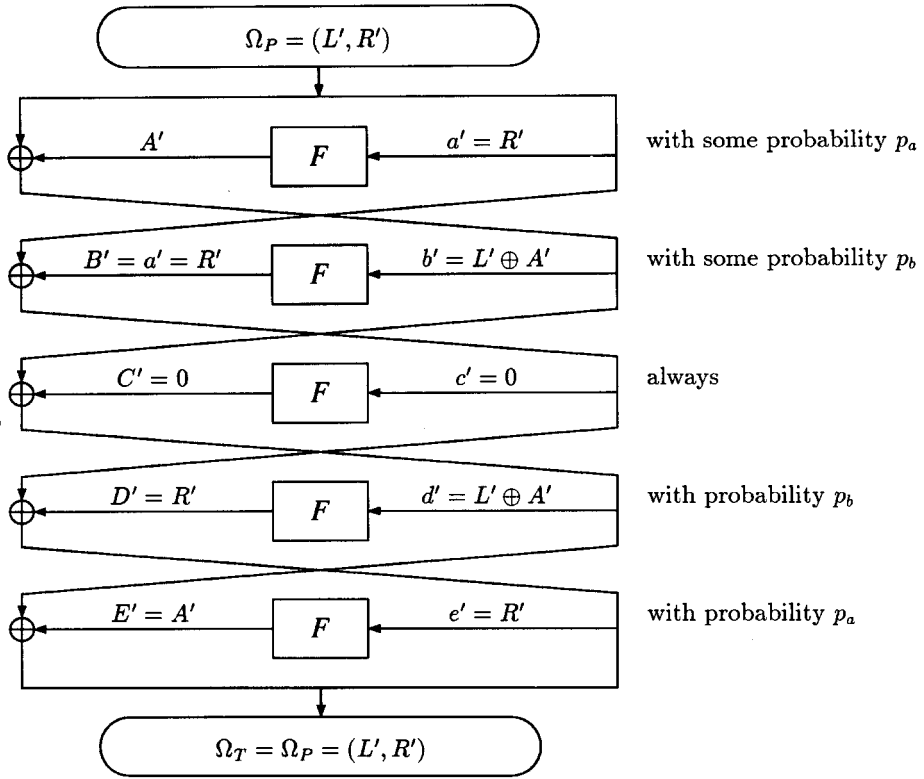 Ω_P = (L', R')
A' F a' = R' with some probability p_a
B' = a' = R' F b' = L' ⊕ A' with some probability p_b
C' = 0 F c' = 0 always
D' = R' F d' = L' ⊕ A' with probability p_b
E' = A' F e' = R' with probability p_a
Ω_T = Ω_P = (L', R')